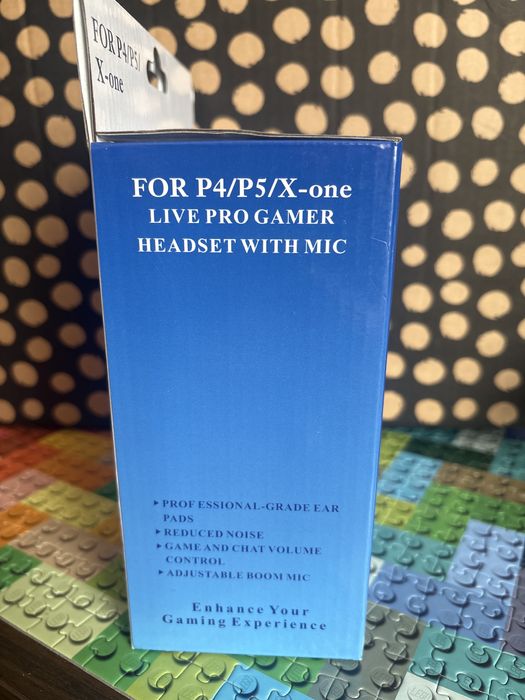 FOR P4/P5/
X-one
FOR P4/P5/X-one
LIVE PRO GAMER
HEADSET WITH MIC
▸ PROF ESSIONAL-GRADE EAR
PADS
▸ REDUCED NOISE
▸ GAME AND CHAT VOLUME
CONTROL
▸ ADJUSTABLE BOOM MIC
Enhance Your
Gaming Experience